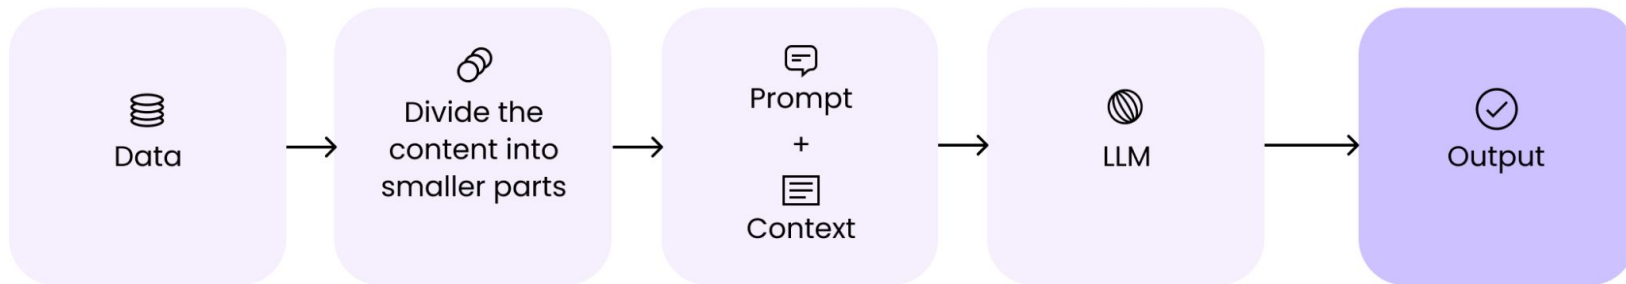 Data
Divide the
content into
smaller parts
Prompt
+
Context
LLM
Output